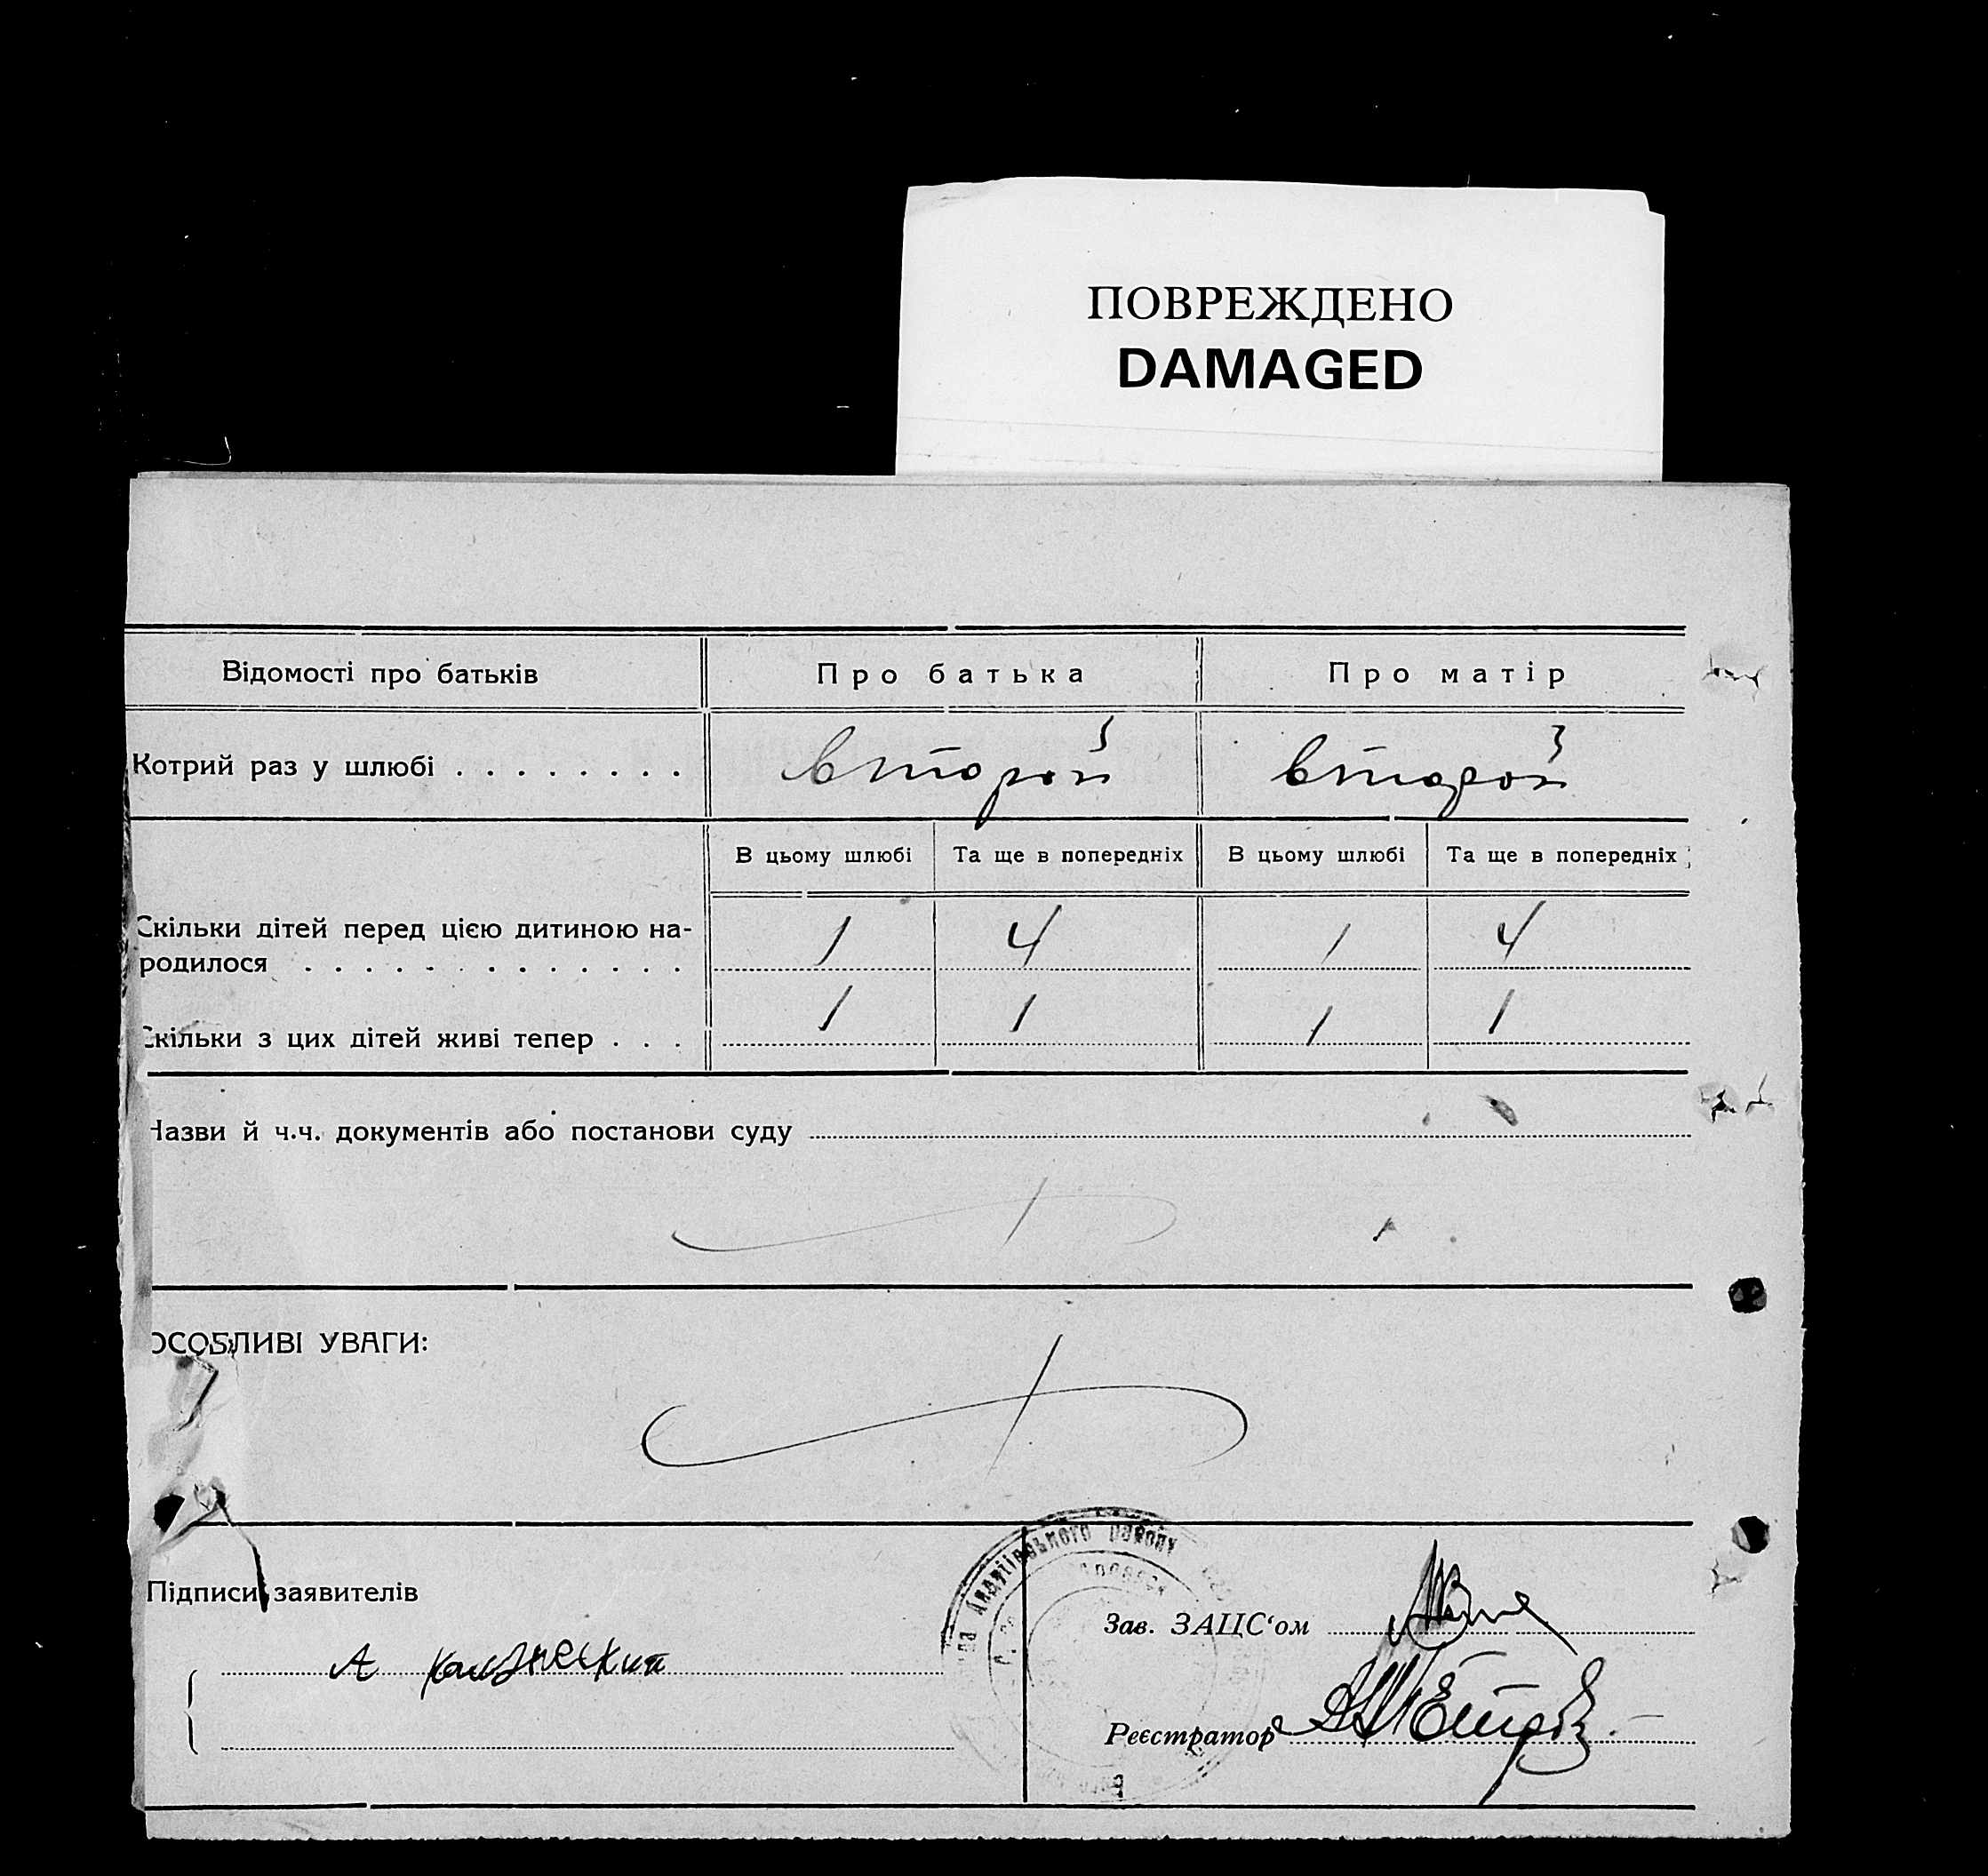 ПОВРЕЖДЕНО
DAMAGED
Відомості про батьків
Про батька
Про матір
Котрий раз у шлюбі . . . . . . . .
второй
второй
В цьому шлюбі
Та ще в попередніх
В цьому шлюбі
Та ще в попередніх
Скільки дітей перед цією дитиною на-
родилося . . . . . . . . . . . . .
1
4
1
4
Скільки з цих дітей живі тепер . . .
1
1
1
1
Назви й ч.ч. документів або постанови суду
ОСОБЛИВІ УВАГИ:
Підписи заявителів
А
Зав. ЗАЦС‘ом
Реєстратор
району